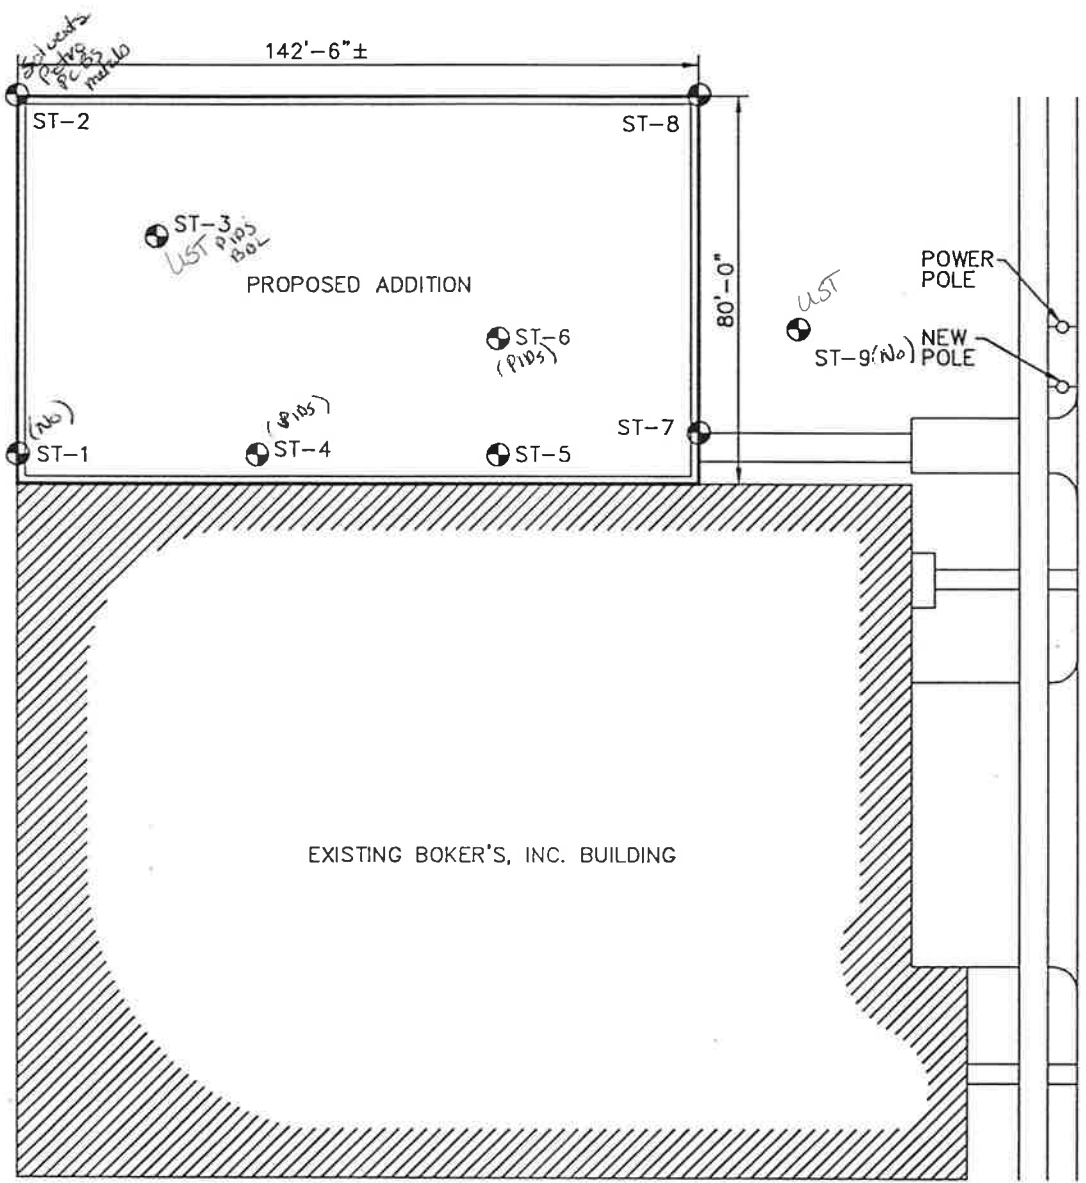 Solvents
Petro
PCBs
metals
142'-6"±
ST-2
ST-8
ST-3
UST PIDs
BOL
PROPOSED ADDITION
80'-0"
UST
POWER
POLE
ST-6
(PIDs)
ST-9 (No)
NEW
POLE
(No)
(PIDs)
ST-7
ST-1
ST-4
ST-5
EXISTING BOKER'S, INC. BUILDING